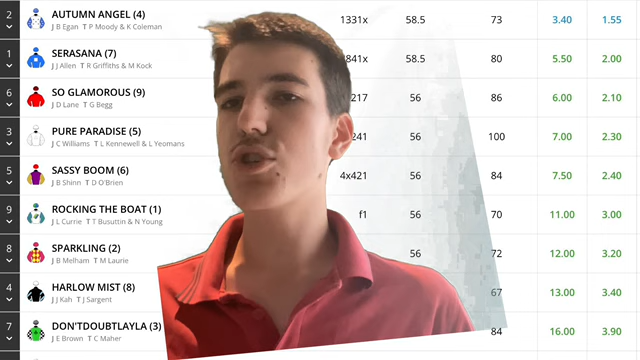 2 AUTUMN ANGEL (4) 1331x 58.5 73 3.40 1.55
J B Egan T P Moody & K Coleman
1 SERASANA (7) 841x 58.5 80 5.50 2.00
J J Allen T R Griffiths & M Kock
6 SO GLAMOROUS (9) 217 56 86 6.00 2.10
J D Lane T G Begg
3 PURE PARADISE (5) 241 56 100 7.00 2.30
J C Williams T L Kennewell & L Yeomans
5 SASSY BOOM (6) 4x421 56 84 7.50 2.40
J B Shinn T D O'Brien
9 ROCKING THE BOAT (1) f1 56 70 11.00 3.00
J L Currie T T Busuttin & N Young
8 SPARKLING (2) 56 72 12.00 3.20
J B Melham T M Laurie
4 HARLOW MIST (8) 67 13.00 3.40
J J Kah T J Sargent
7 DON'TDOUBTLAYLA (3) 84 16.00 3.90
J E Brown T C Maher